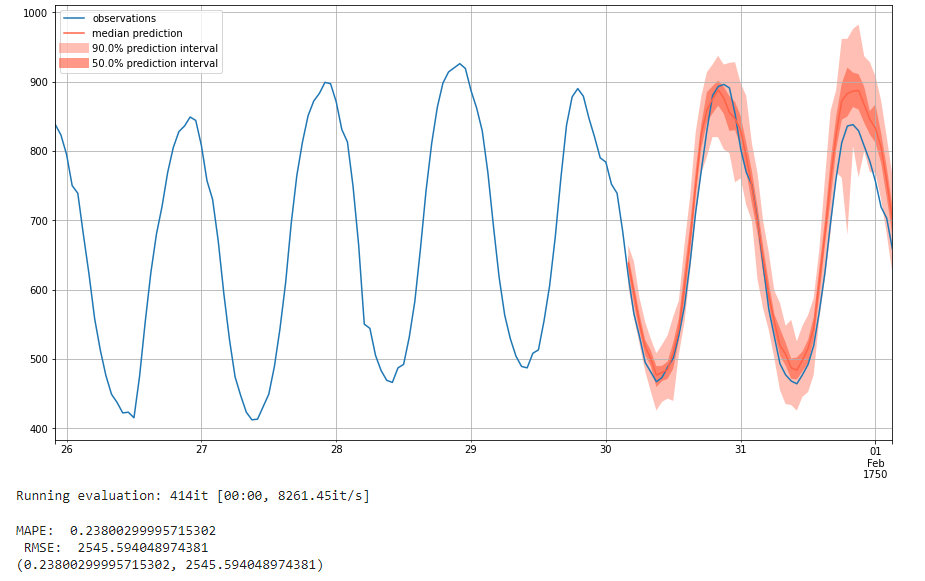 1000
900
800
700
600
500
400
observations
median prediction
90.0% prediction interval
50.0% prediction interval
26
27
28
29
30
31
01
Feb
1750
Running evaluation: 414it [00:00, 8261.45it/s]
MAPE: 0.23800299995715302
RMSE: 2545.594048974381
(0.23800299995715302, 2545.594048974381)